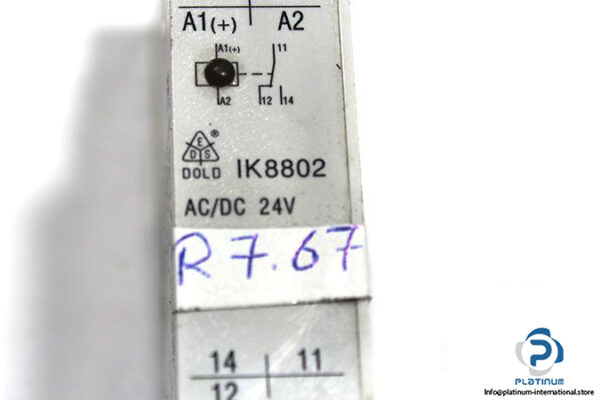 A1(+) A2
A1(+) 11
A2 12 14
E
D S ®
DOLD IK8802
AC/DC 24V
R 7.67
14 11
12
PLATINUM
Info@platinum-international.store